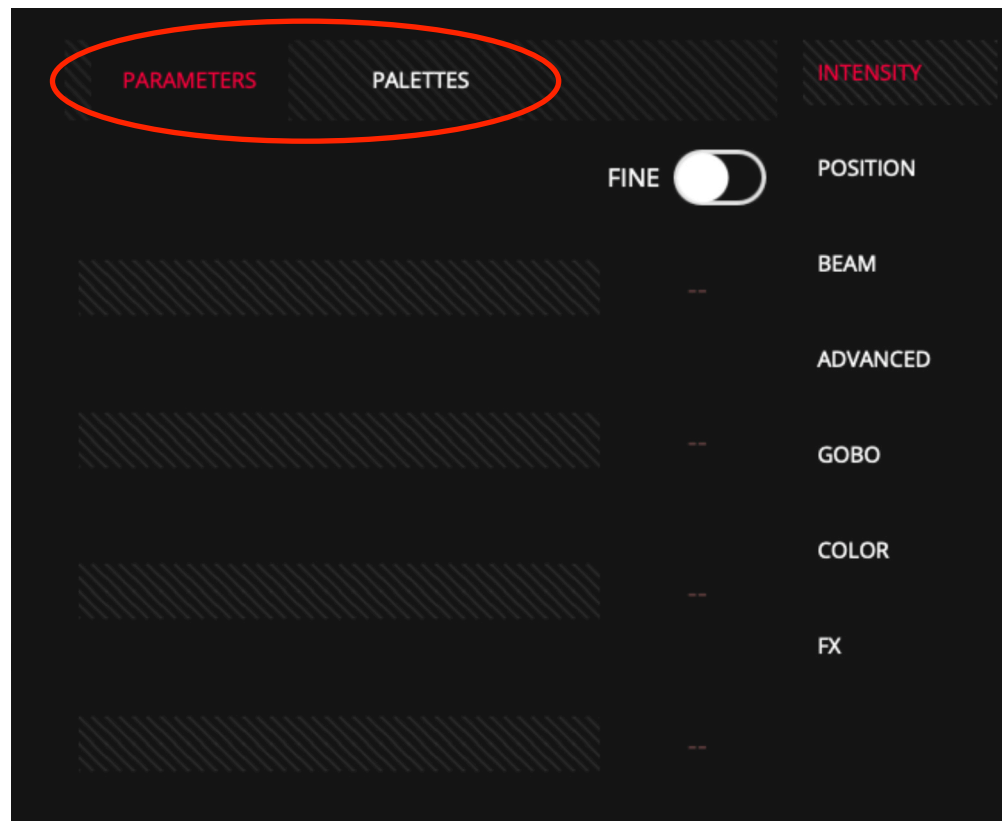 PARAMETERS PALETTES
INTENSITY
FINE
POSITION
BEAM
--
ADVANCED
--
GOBO
COLOR
--
FX
--